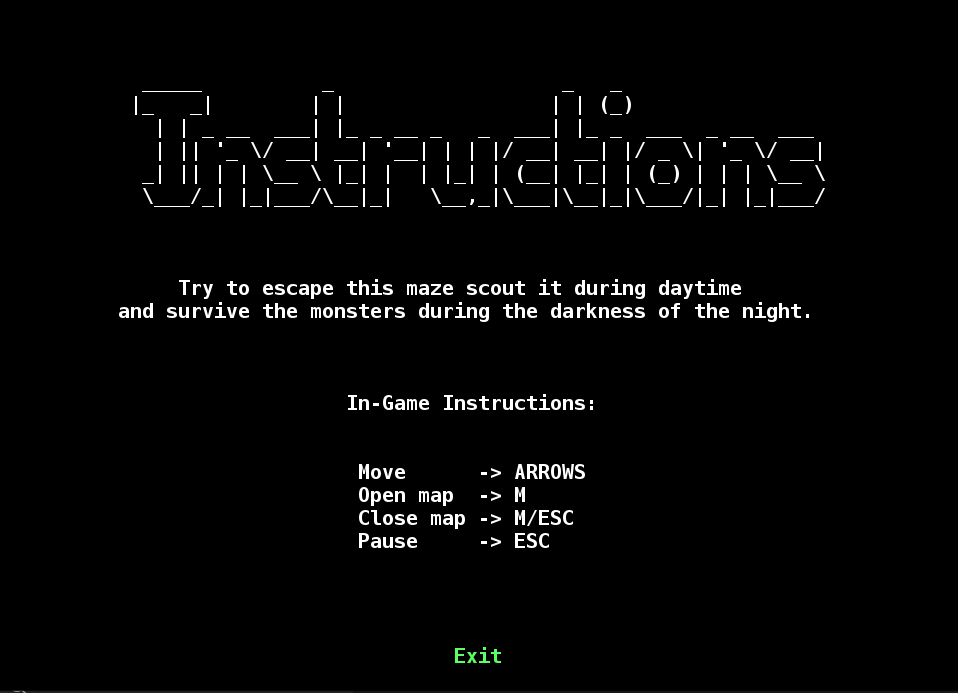 Instructions
Try to escape this maze scout it during daytime
and survive the monsters during the darkness of the night.
In-Game Instructions:
Move -> ARROWS
Open map -> M
Close map -> M/ESC
Pause -> ESC
Exit